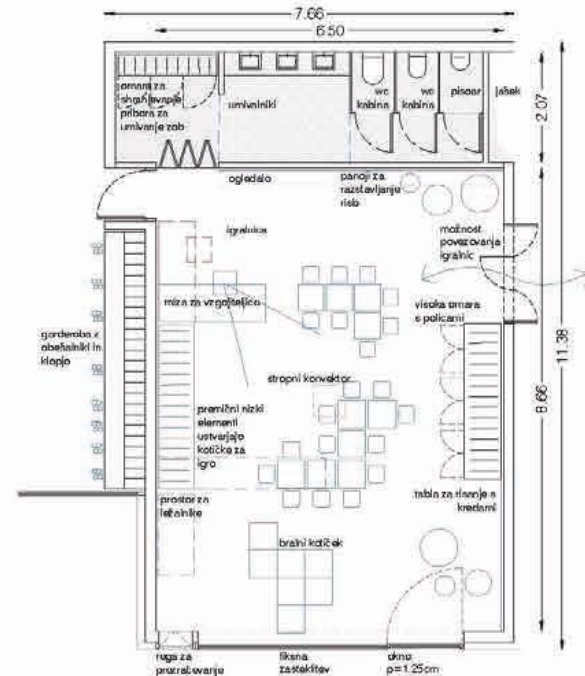 7.66
6.50
omara za
shranjevanje
pribora za
umivanje zob
umivalniki
wc
kabina
wc
kabina
pisoar
jašek
2.07
ogledalo
panoji za
razstavljanje
risb
igralnica
možnost
povezovanja
igralnic
miza za vzgojiteljico
visoka omara
s policami
garderoba z
obešalniki in
klopjo
stropni konvektor
premični nizki
elementi
ustvarjajo
kotičke za
igro
8.66
11.38
prostor za
ležalnike
tabla za risanje s
kredami
bralni kotiček
rega za
prezračevanje
fiksna
zasteklitev
okno
p=1.25cm